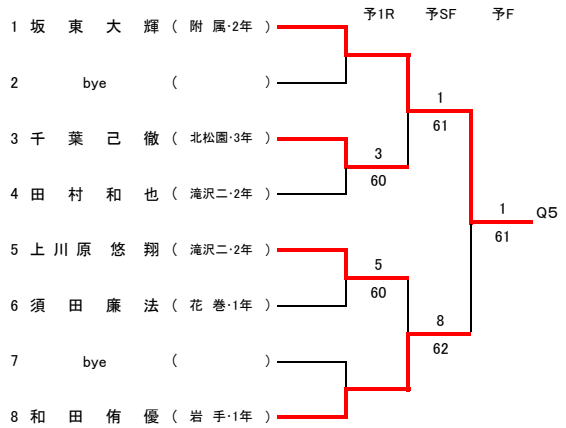 予1R 予SF 予F
1 坂東大輝 ( 附属･2年 )
2 bye ( )
1
61
3 千葉己徹 ( 北松園･3年 )
3
60
4 田村和也 ( 滝沢二･2年 )
1 Q5
61
5 上川原悠翔 ( 滝沢二･2年 )
5
60
6 須田廉法 ( 花巻･1年 )
8
62
7 bye ( )
8 和田侑優 ( 岩手･1年 )